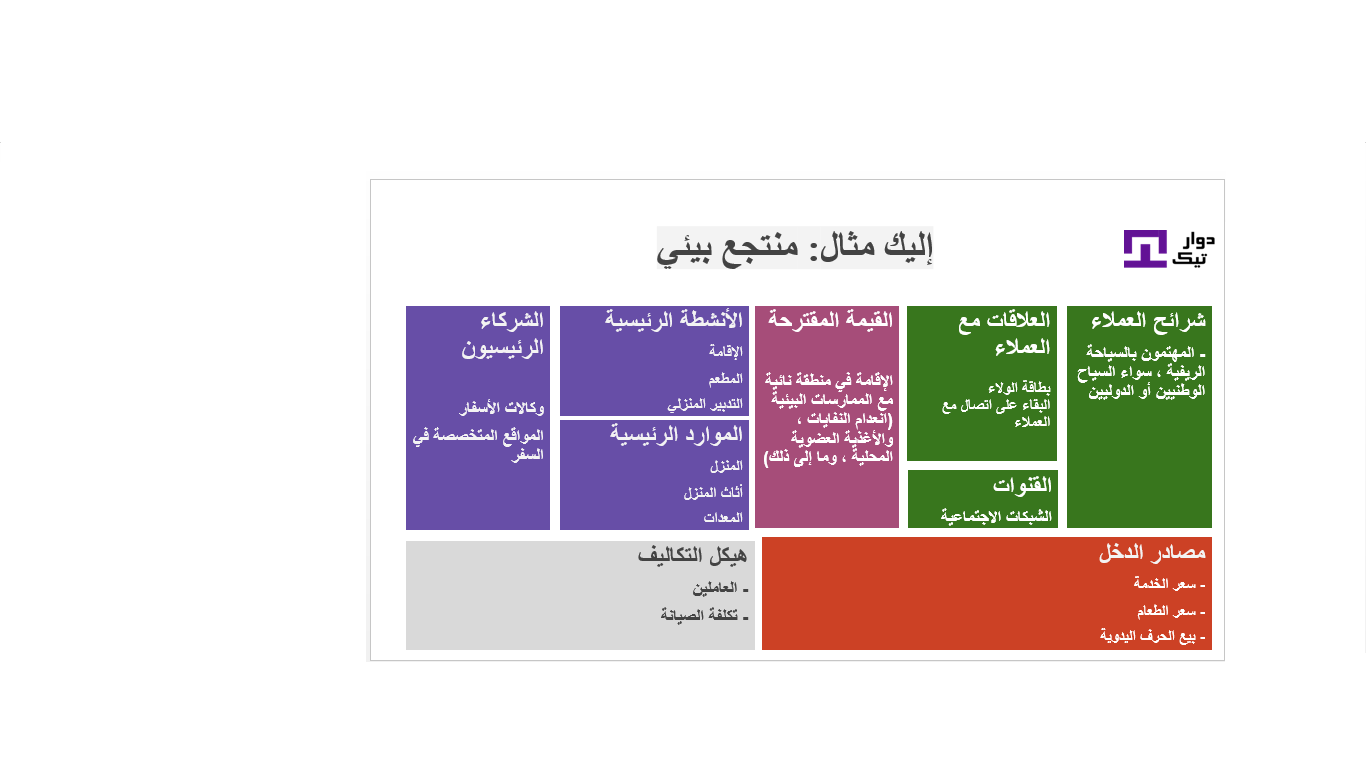 دوار
تيك
إليك مثال: منتجع بيئي
شرائح العملاء
- المهتمون بالسياحة
الريفية ، سواء السياح
الوطنيين أو الدوليين
العلاقات مع
العملاء
بطاقة الولاء
البقاء على اتصال مع
العملاء
القنوات
الشبكات الاجتماعية
القيمة المقترحة
الإقامة في منطقة نائية
مع الممارسات البيئية
(انعدام النفايات ،
والأغذية العضوية
المحلية ، وما إلى ذلك)
الأنشطة الرئيسية
الإقامة
المطعم
التدبير المنزلي
الموارد الرئيسية
المنزل
أثاث المنزل
المعدات
الشركاء
الرئيسيون
وكالات الأسفار
المواقع المتخصصة في
السفر
مصادر الدخل
- سعر الخدمة
- سعر الطعام
- بيع الحرف اليدوية
هيكل التكاليف
- العاملين
- تكلفة الصيانة